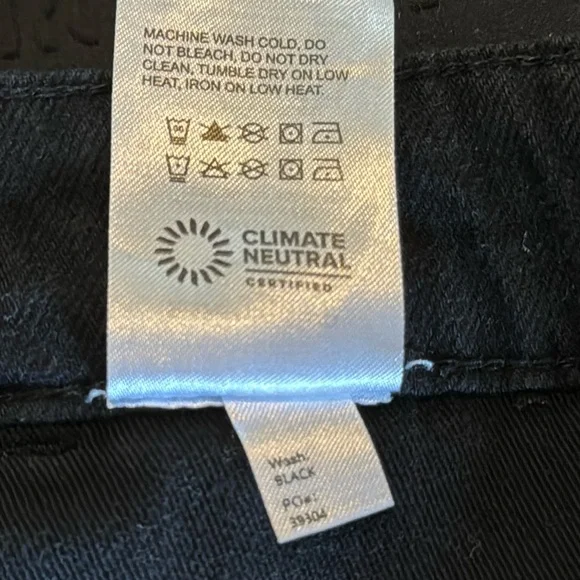 MACHINE WASH COLD, DO
NOT BLEACH, DO NOT DRY
CLEAN, TUMBLE DRY ON LOW
HEAT, IRON ON LOW HEAT.
CLIMATE
NEUTRAL
CERTIFIED
Wash:
BLACK
PO#:
39304